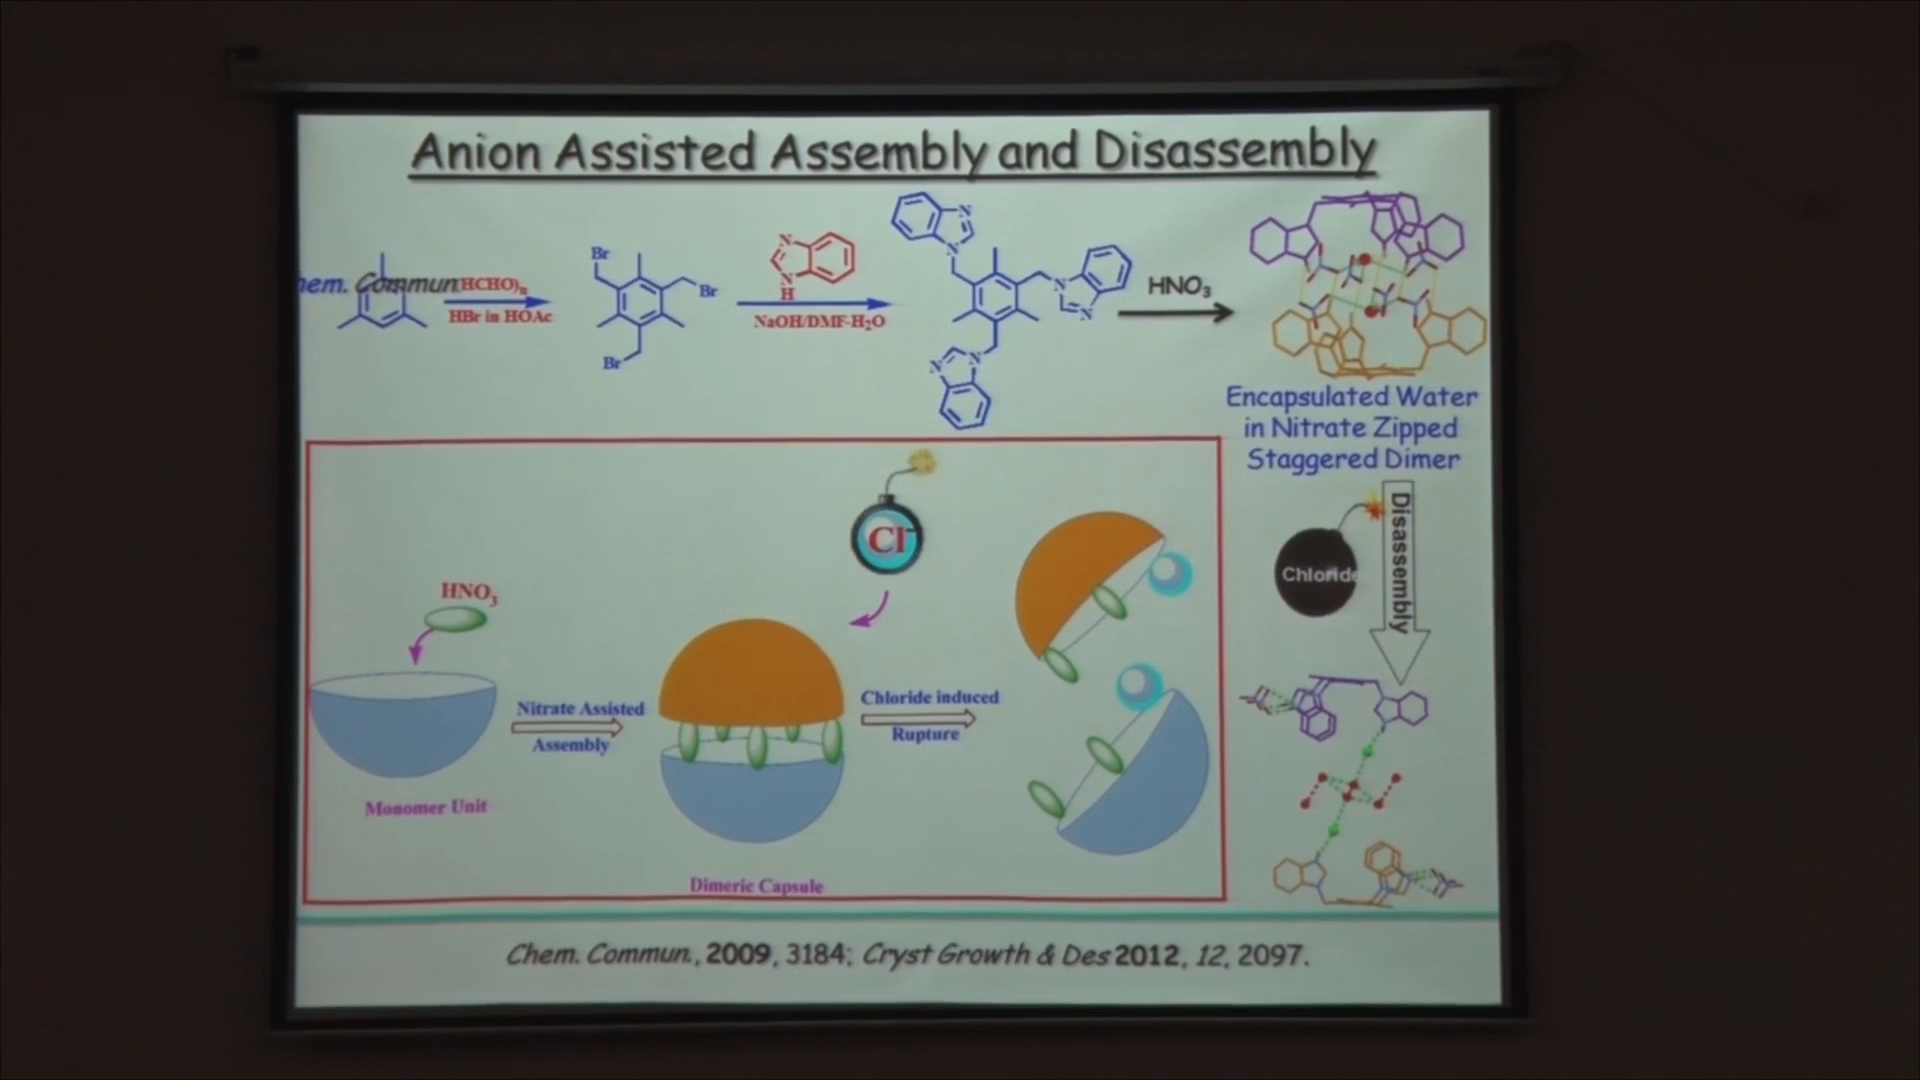 Anion Assisted Assembly and Disassembly
hem. Commun.
(HCHO)n
HBr in HOAc
Br
Br
Br
N
N
H
NaOH/DMF-H₂O
N
N
N
N
N
N
HNO₃
Encapsulated Water
in Nitrate Zipped
Staggered Dimer
Cl⁻
Chloride
Disassembly
HNO₃
Nitrate Assisted
Assembly
Chloride induced
Rupture
Monomer Unit
Dimeric Capsule
Chem. Commun., 2009, 3184; Cryst Growth & Des 2012, 12, 2097.